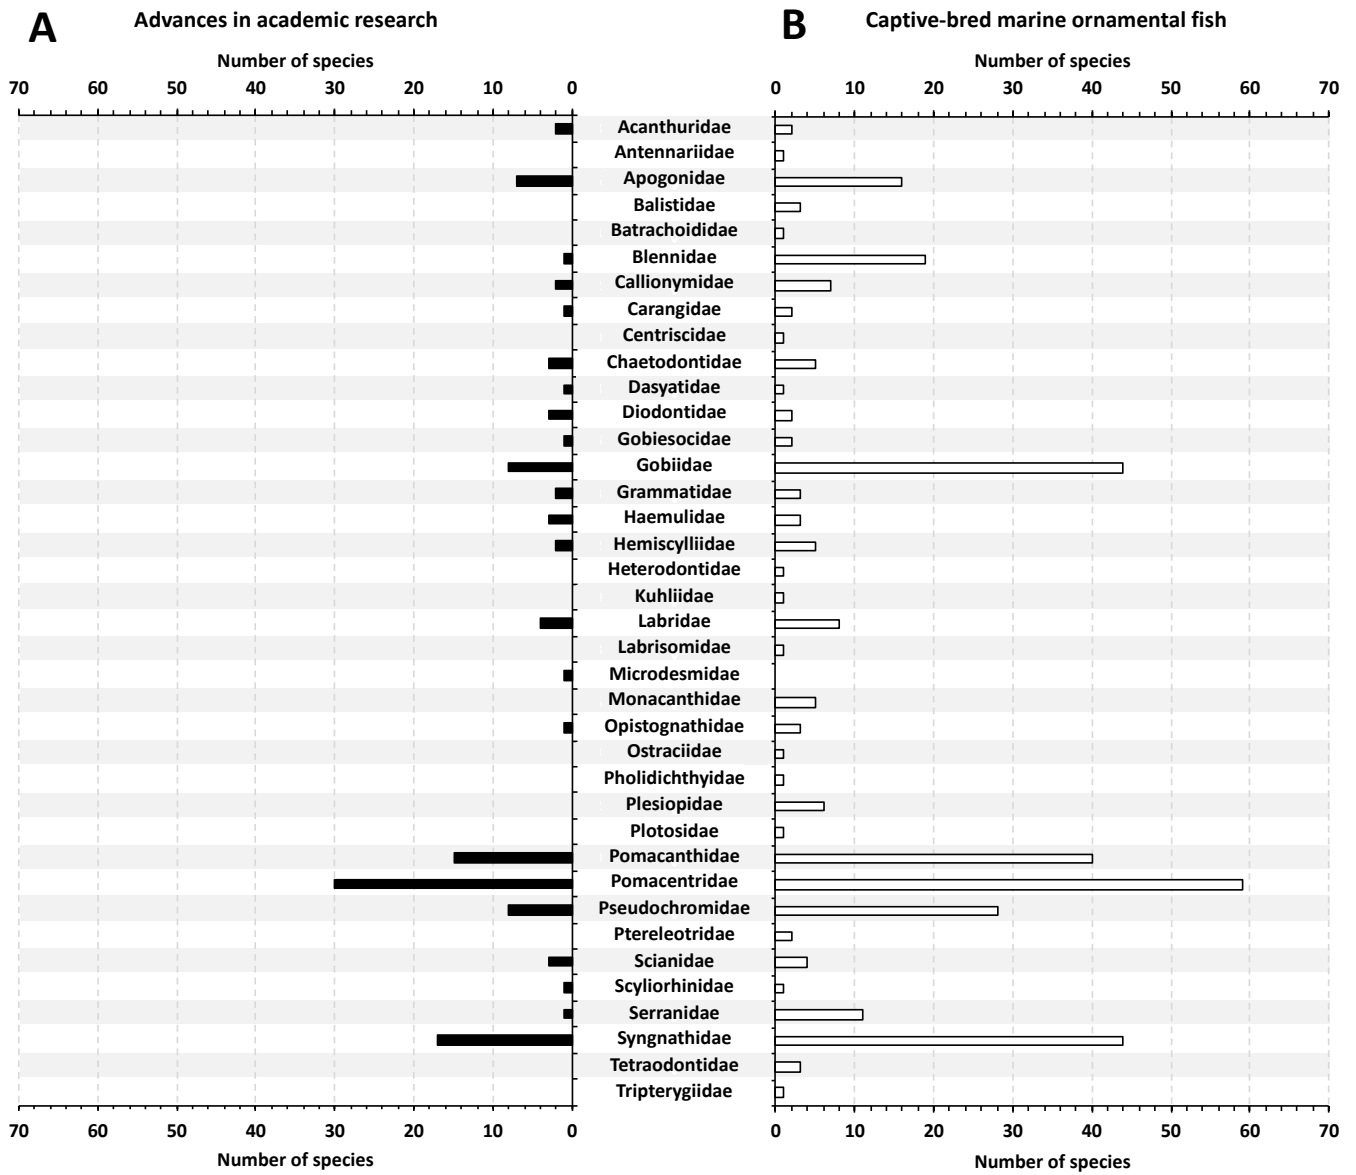 A Advances in academic research B Captive-bred marine ornamental fish
Number of species Number of species
70 60 50 40 30 20 10 0 0 10 20 30 40 50 60 70
Acanthuridae
Antennariidae
Apogonidae
Balistidae
Batrachoididae
Blennidae
Callionymidae
Carangidae
Centriscidae
Chaetodontidae
Dasyatidae
Diodontidae
Gobiesocidae
Gobiidae
Grammatidae
Haemulidae
Hemiscylliidae
Heterodontidae
Kuhliidae
Labridae
Labrisomidae
Microdesmidae
Monacanthidae
Opistognathidae
Ostraciidae
Pholidichthyidae
Plesiopidae
Plotosidae
Pomacanthidae
Pomacentridae
Pseudochromidae
Ptereleotridae
Scianidae
Scyliorhinidae
Serranidae
Syngnathidae
Tetraodontidae
Tripterygiidae
70 60 50 40 30 20 10 0 0 10 20 30 40 50 60 70
Number of species Number of species